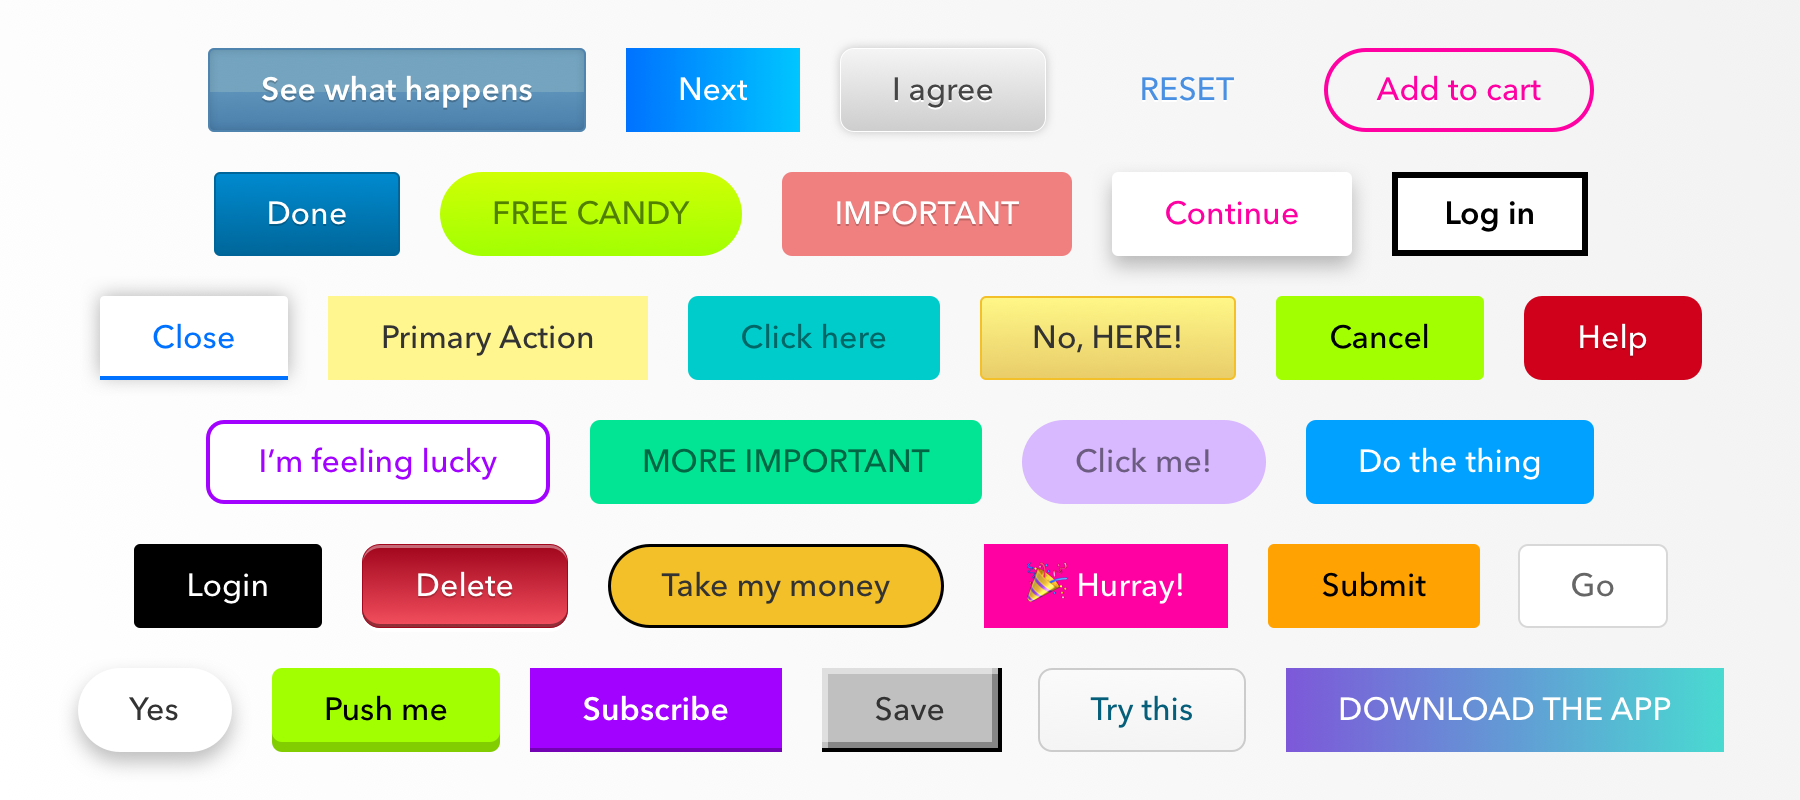 See what happens Next I agree RESET Add to cart
Done FREE CANDY IMPORTANT Continue Log in
Close Primary Action Click here No, HERE! Cancel Help
I’m feeling lucky MORE IMPORTANT Click me! Do the thing
Login Delete Take my money 🎉 Hurray! Submit Go
Yes Push me Subscribe Save Try this DOWNLOAD THE APP